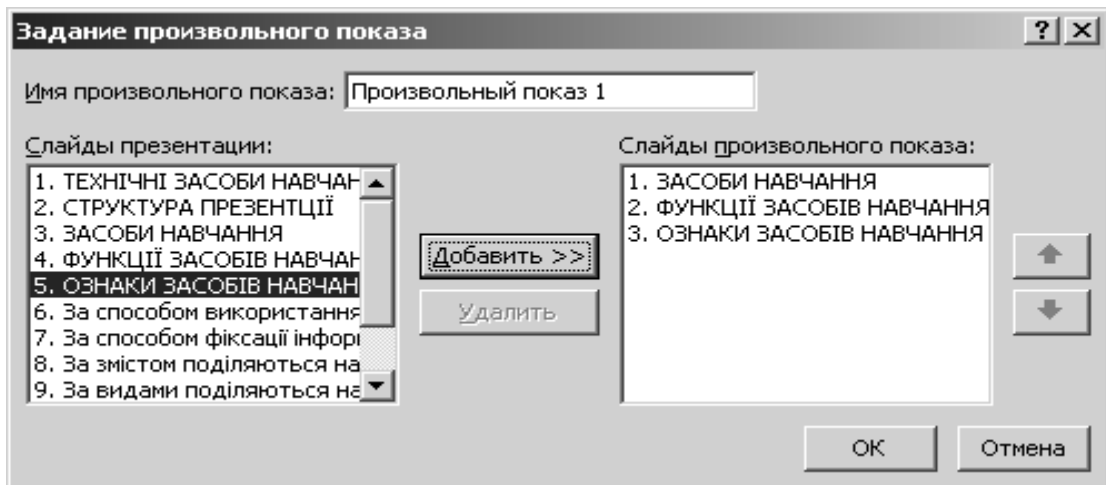 Задание произвольного показа
Имя произвольного показа: Произвольный показ 1
Слайды презентации:
1. ТЕХНІЧНІ ЗАСОБИ НАВЧАН
2. СТРУКТУРА ПРЕЗЕНТЦІЇ
3. ЗАСОБИ НАВЧАННЯ
4. ФУНКЦІЇ ЗАСОБІВ НАВЧАН
5. ОЗНАКИ ЗАСОБІВ НАВЧАН
6. За способом використання
7. За способом фіксації інфорі
8. За змістом поділяються на
9. За видами поділяються на
Добавить >>
Удалить
Слайды произвольного показа:
1. ЗАСОБИ НАВЧАННЯ
2. ФУНКЦІЇ ЗАСОБІВ НАВЧАННЯ
3. ОЗНАКИ ЗАСОБІВ НАВЧАННЯ
ОК
Отмена